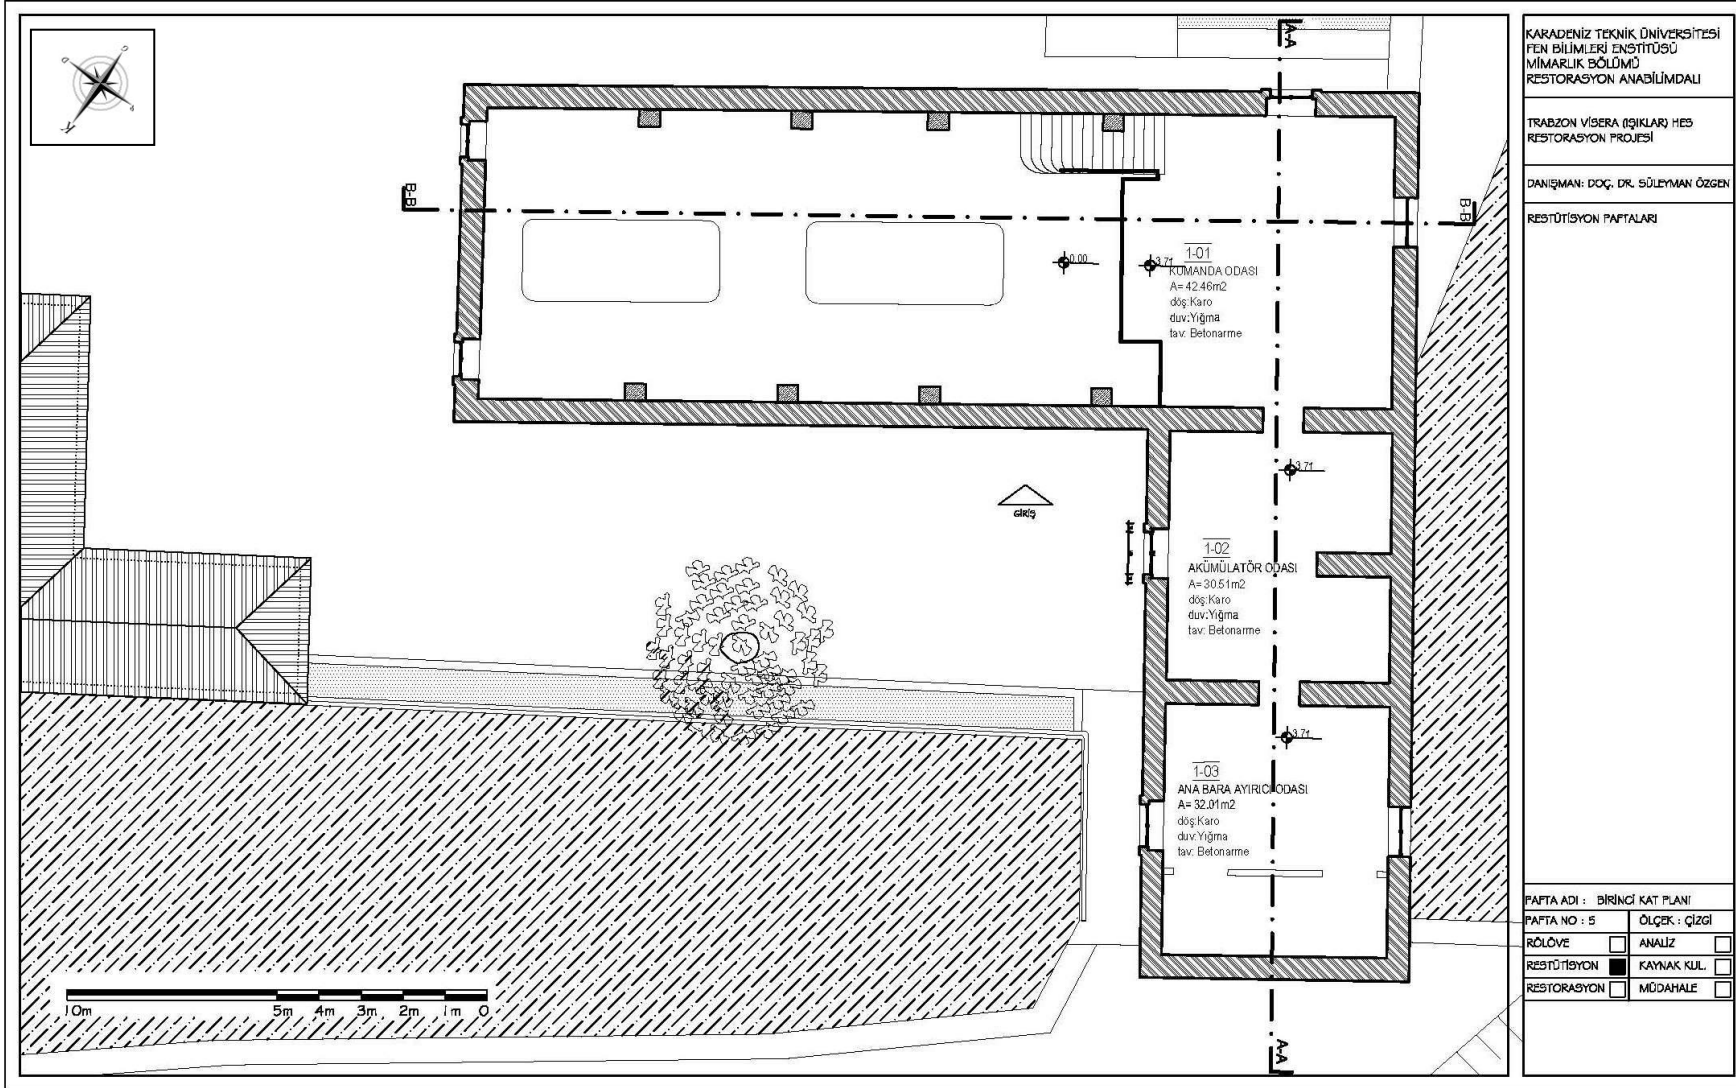 KARADENİZ TEKNİK ÜNİVERSİTESİ
FEN BİLİMLERİ ENSTİTÜSÜ
MİMARLIK BÖLÜMÜ
RESTORASYON ANABİLİMDALI
TRABZON VİSERA (IŞIKLAR) HES
RESTORASYON PROJESİ
DANIŞMAN: DOÇ. DR. SÜLEYMAN ÖZGEN
RESTÜTİSYON PAFTALARI
A-A
K
B-B
B-B
0.00
3.71
1-01
KUMANDA ODASI
A= 42.46m2
döş:Karo
duv:Yığma
tav: Betonarme
3.71
GİRİŞ
1-02
AKÜMÜLATÖR ODASI
A= 30.51m2
döş:Karo
duv:Yığma
tav: Betonarme
3.71
1-03
ANA BARA AYIRICI ODASI
A= 32.01m2
döş:Karo
duv:Yığma
tav: Betonarme
10m 5m 4m 3m 2m 1m 0
A-A
PAFTA ADI : BİRİNCİ KAT PLANI
PAFTA NO : 5 ÖLÇEK : ÇİZGİ
RÖLÖVE ANALİZ
RESTÜTİSYON KAYNAK KUL.
RESTORASYON MÜDAHALE